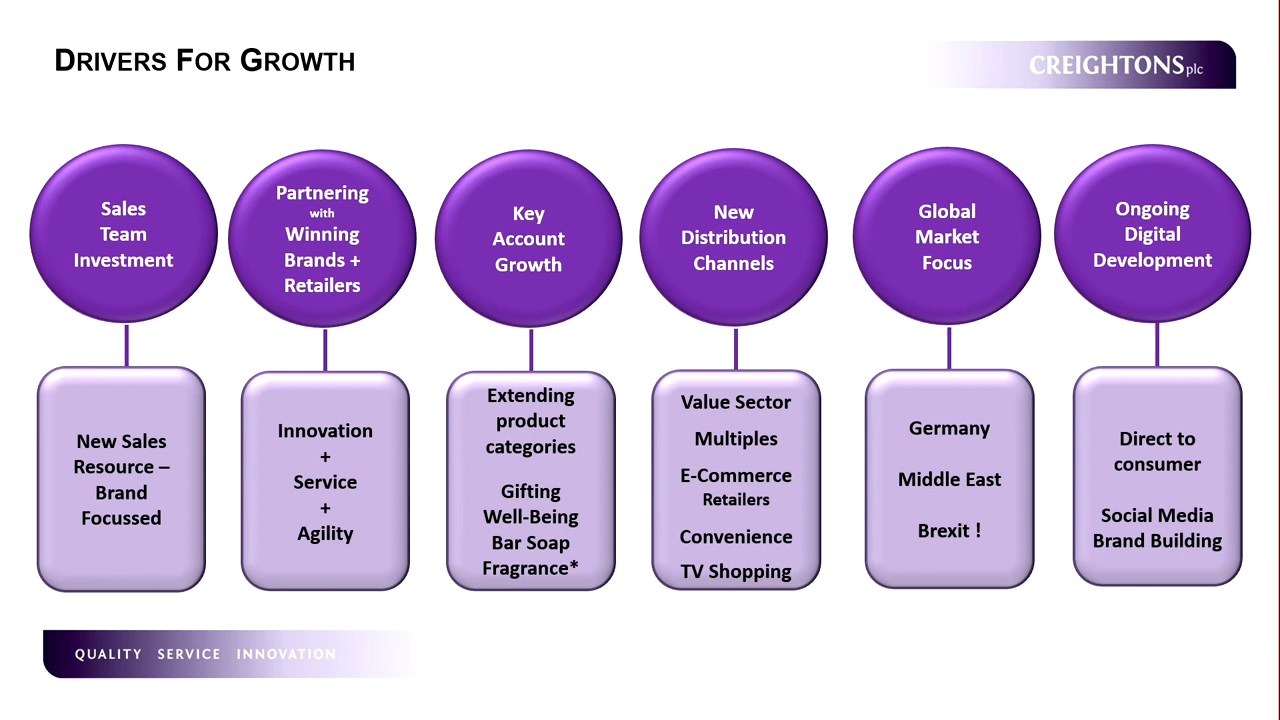 DRIVERS FOR GROWTH
CREIGHTONS plc
Sales
Team
Investment
Partnering
with
Winning
Brands +
Retailers
Key
Account
Growth
New
Distribution
Channels
Global
Market
Focus
Ongoing
Digital
Development
New Sales
Resource –
Brand
Focussed
Innovation
+
Service
+
Agility
Extending
product
categories
Gifting
Well-Being
Bar Soap
Fragrance*
Value Sector
Multiples
E-Commerce
Retailers
Convenience
TV Shopping
Germany
Middle East
Brexit !
Direct to
consumer
Social Media
Brand Building
QUALITY SERVICE INNOVATION